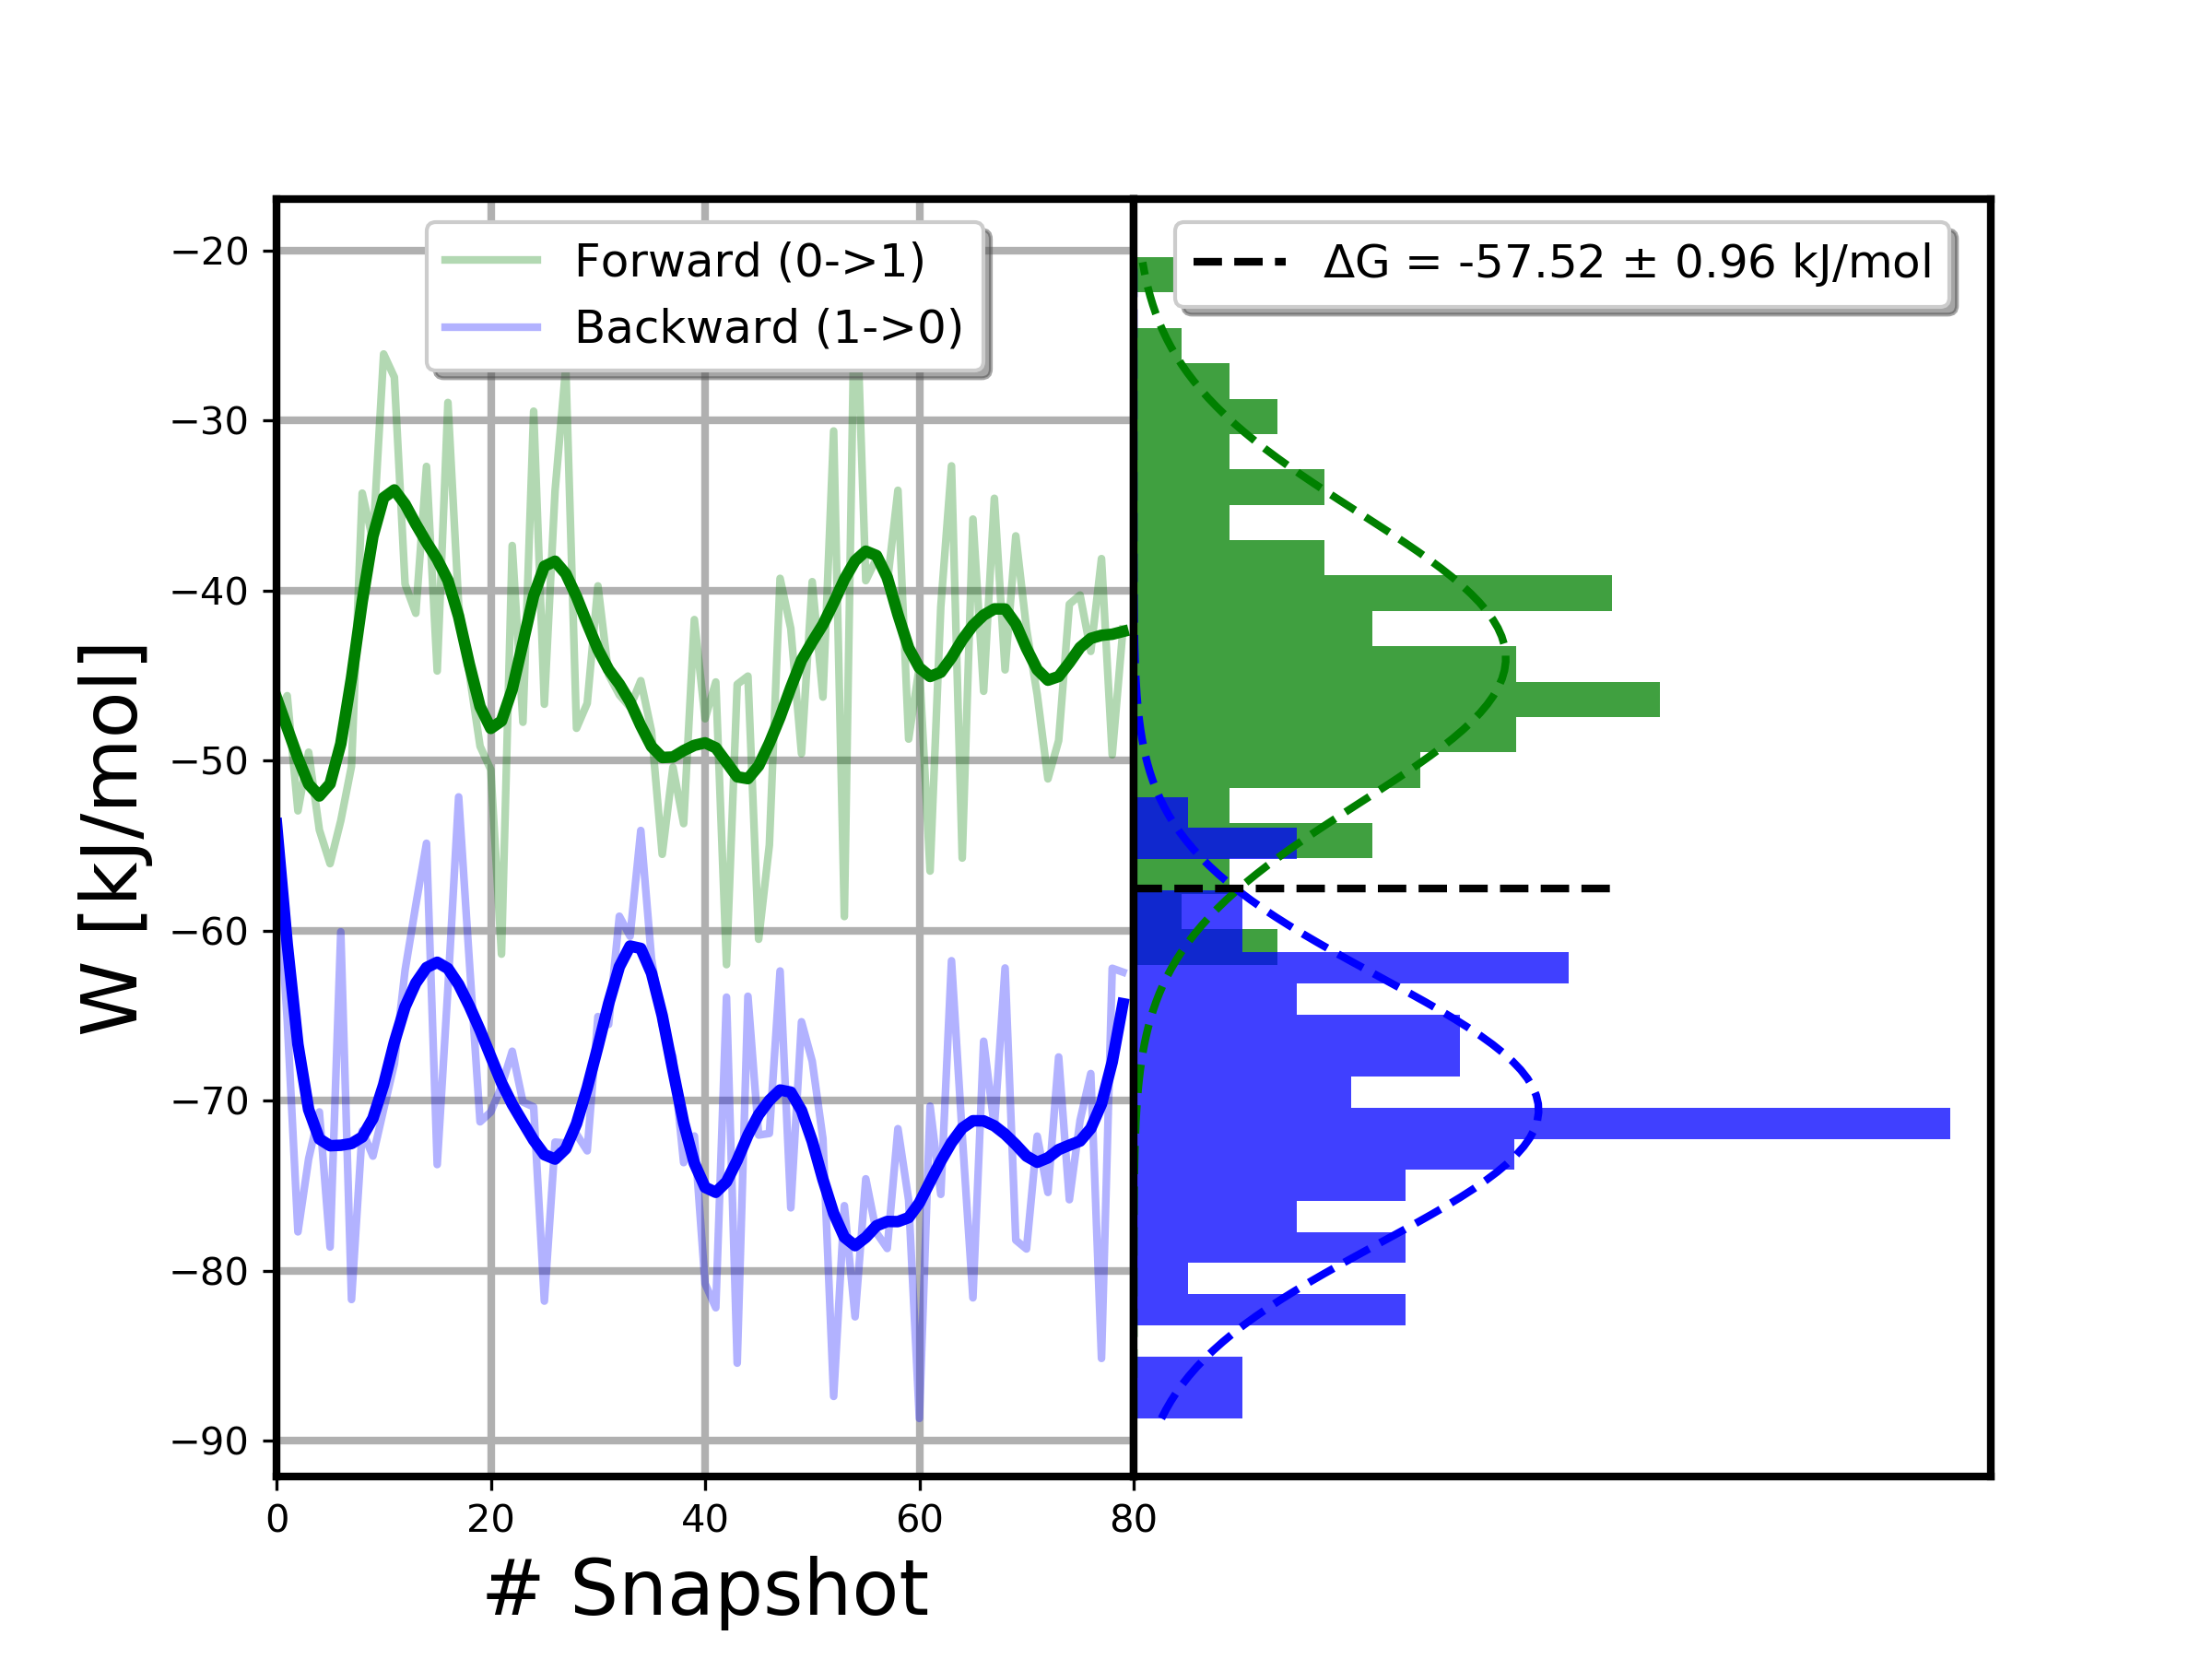 Forward (0->1)
Backward (1->0)
ΔG = -57.52 ± 0.96 kJ/mol
W [kJ/mol]
−20
−30
−40
−50
−60
−70
−80
−90
0 20 40 60 80
# Snapshot